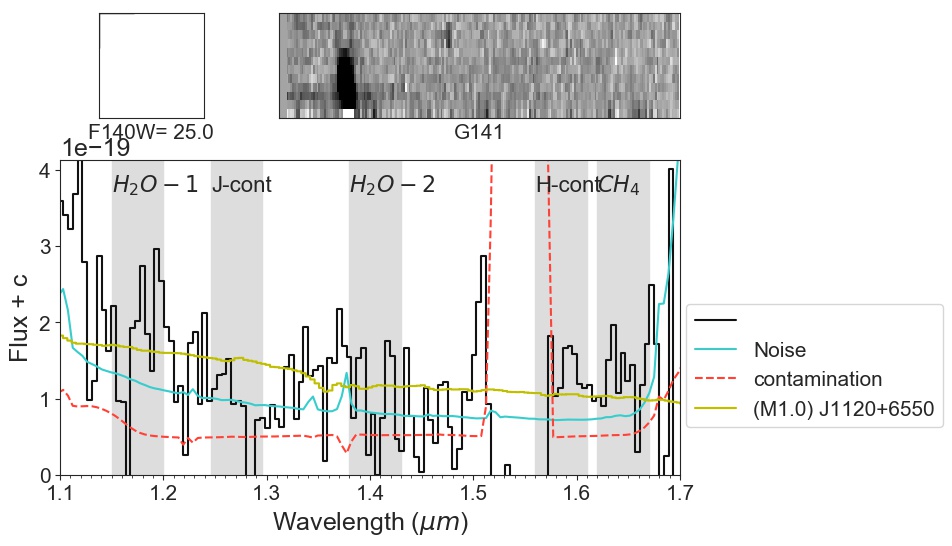 F140W= 25.0
G141
1e−19
H₂O − 1 J-cont H₂O − 2 H-cont CH₄
4
3
2
1
0
Flux + c
1.1 1.2 1.3 1.4 1.5 1.6 1.7
Wavelength (μm)
Noise
contamination
(M1.0) J1120+6550